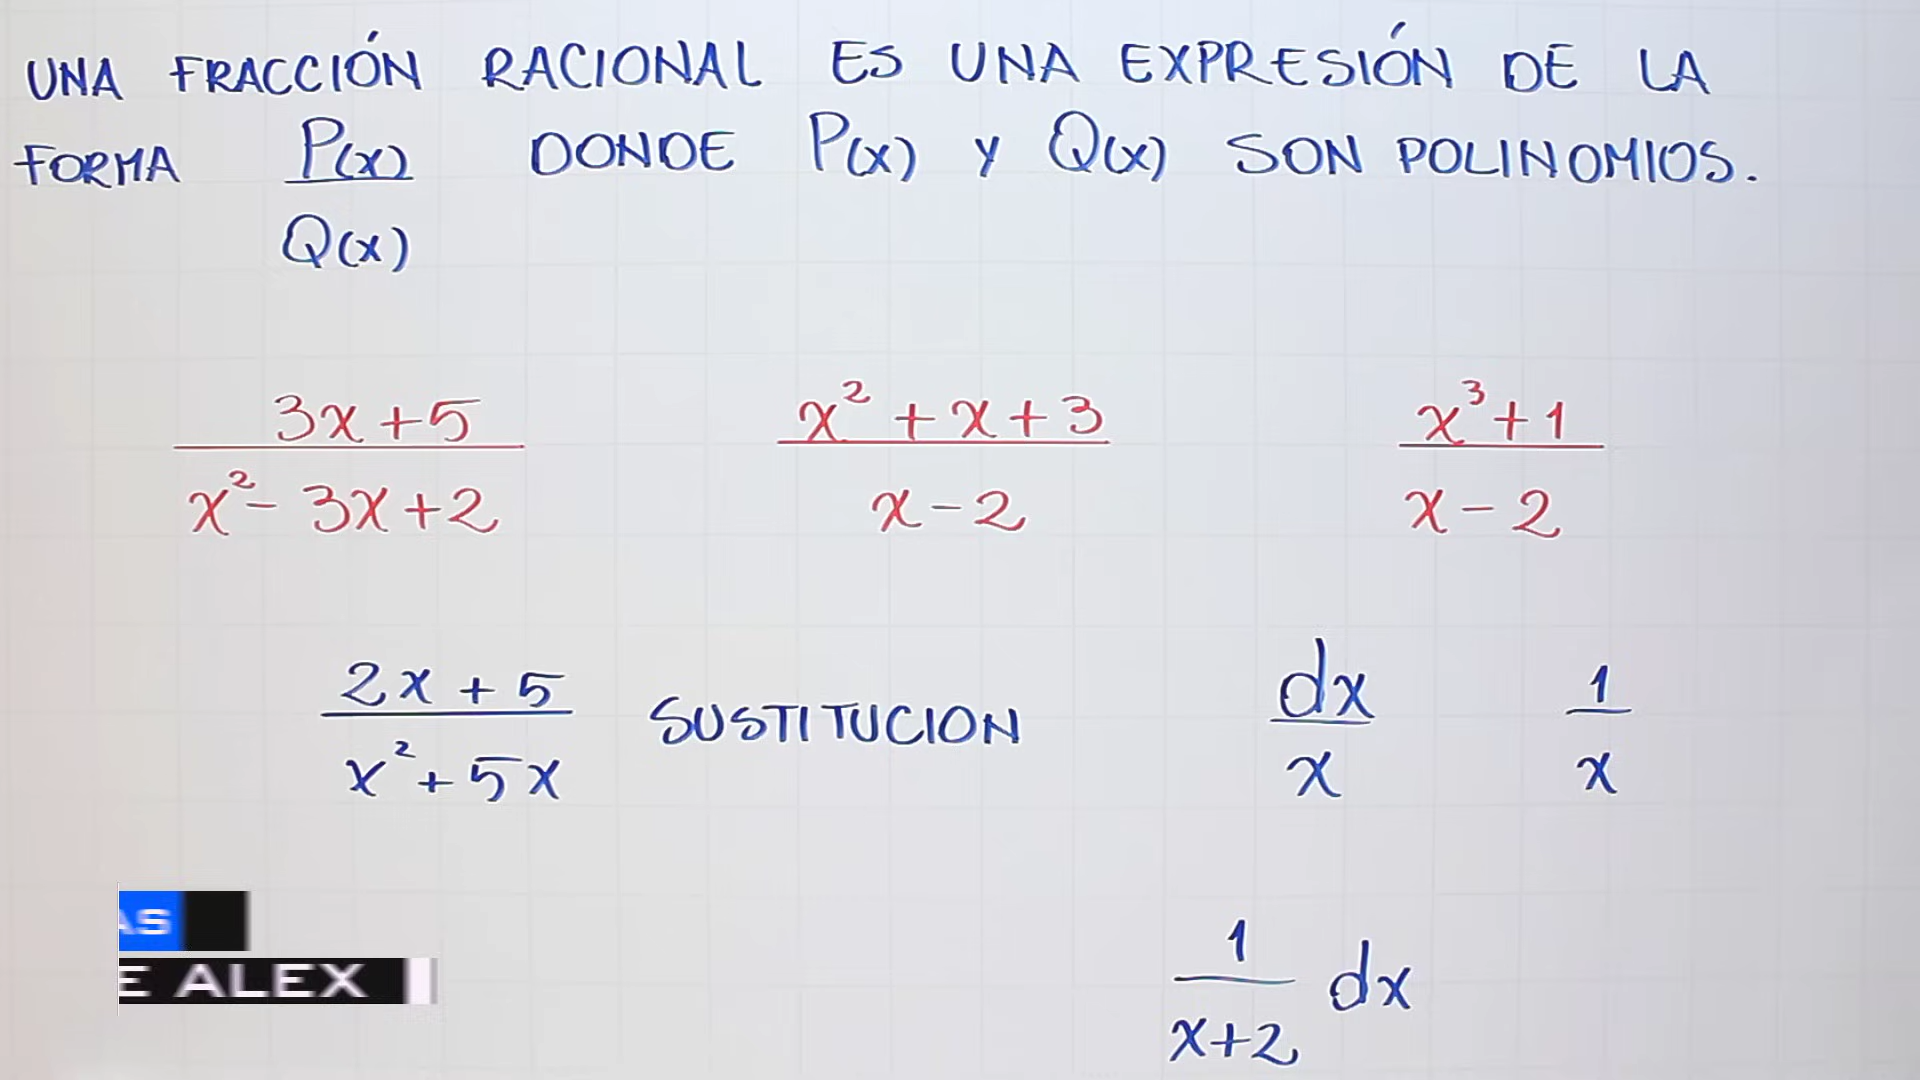 UNA FRACCIÓN RACIONAL ES UNA EXPRESIÓN DE LA
FORMA P(x)/Q(x) DONDE P(x) Y Q(x) SON POLINOMIOS.
3x+5 / x²-3x+2
x²+x+3 / x-2
x³+1 / x-2
2x+5 / x²+5x SUSTITUCION
dx/x
1/x
AS
E ALEX
1/x+2 dx